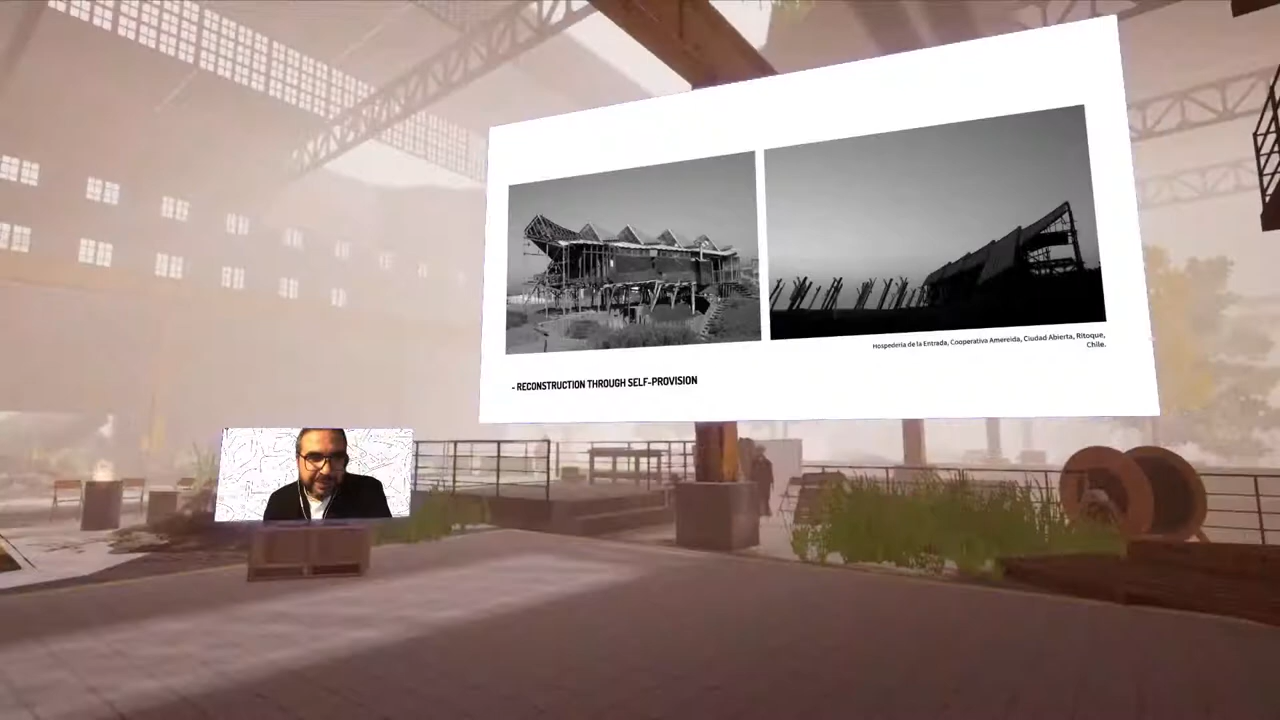 Hospedería de la Entrada, Cooperativa Amereida, Ciudad Abierta, Ritoque,
Chile.
- RECONSTRUCTION THROUGH SELF-PROVISION